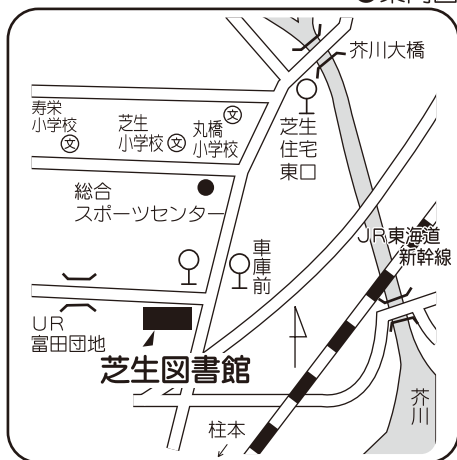 案内図
芥川大橋
寿栄
小学校
文
芝生
小学校
文
丸橋
小学校
文
芝生
住宅
東口
総合
スポーツセンター
車庫前
JR東海道
新幹線
UR
富田団地
芝生図書館
芥川
柱本